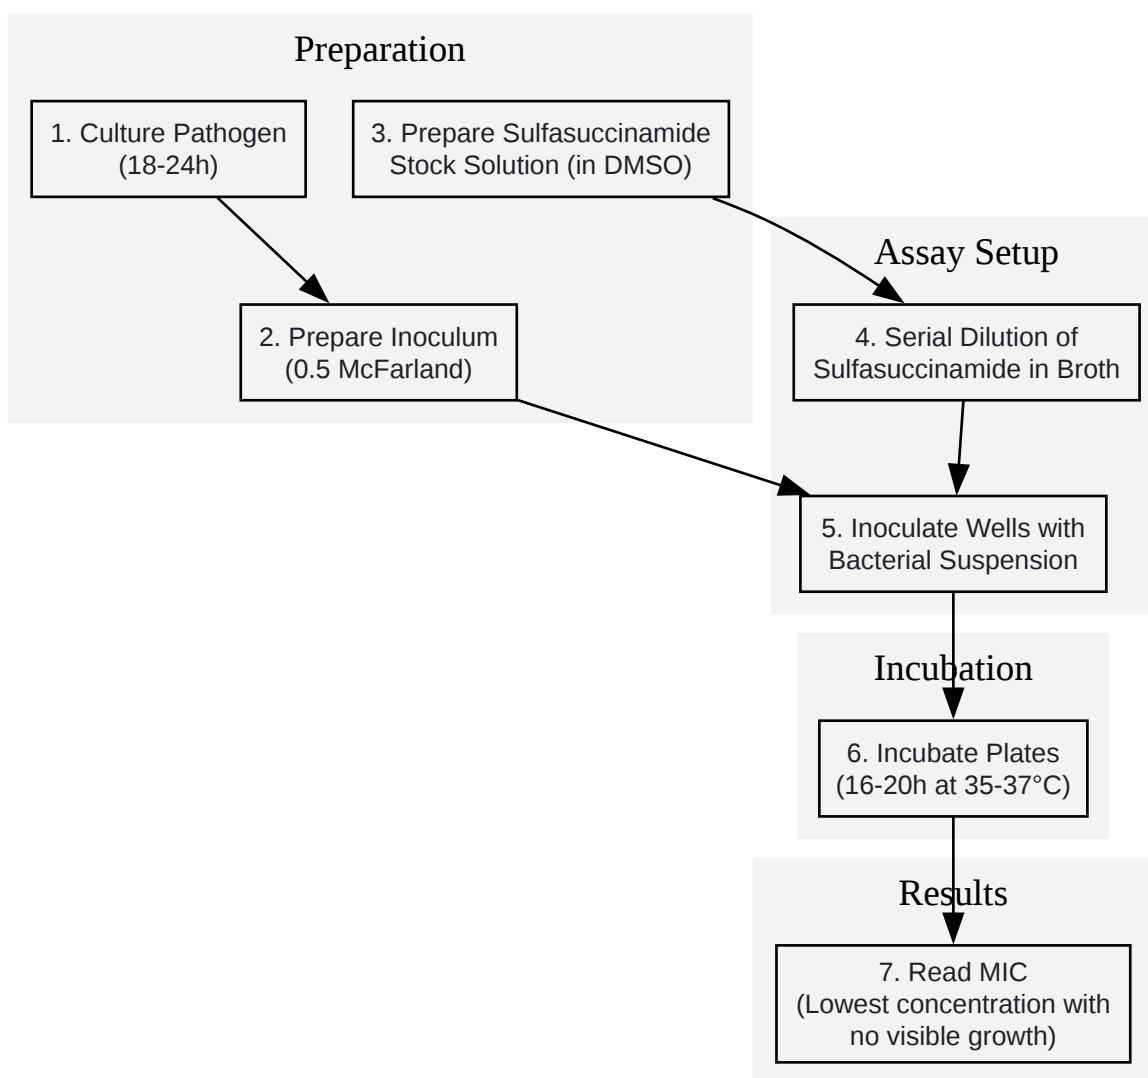 Preparation
1. Culture Pathogen
(18-24h)
3. Prepare Sulfasuccinamide
Stock Solution (in DMSO)
2. Prepare Inoculum
(0.5 McFarland)
Assay Setup
4. Serial Dilution of
Sulfasuccinamide in Broth
5. Inoculate Wells with
Bacterial Suspension
Incubation
6. Incubate Plates
(16-20h at 35-37°C)
Results
7. Read MIC
(Lowest concentration with
no visible growth)